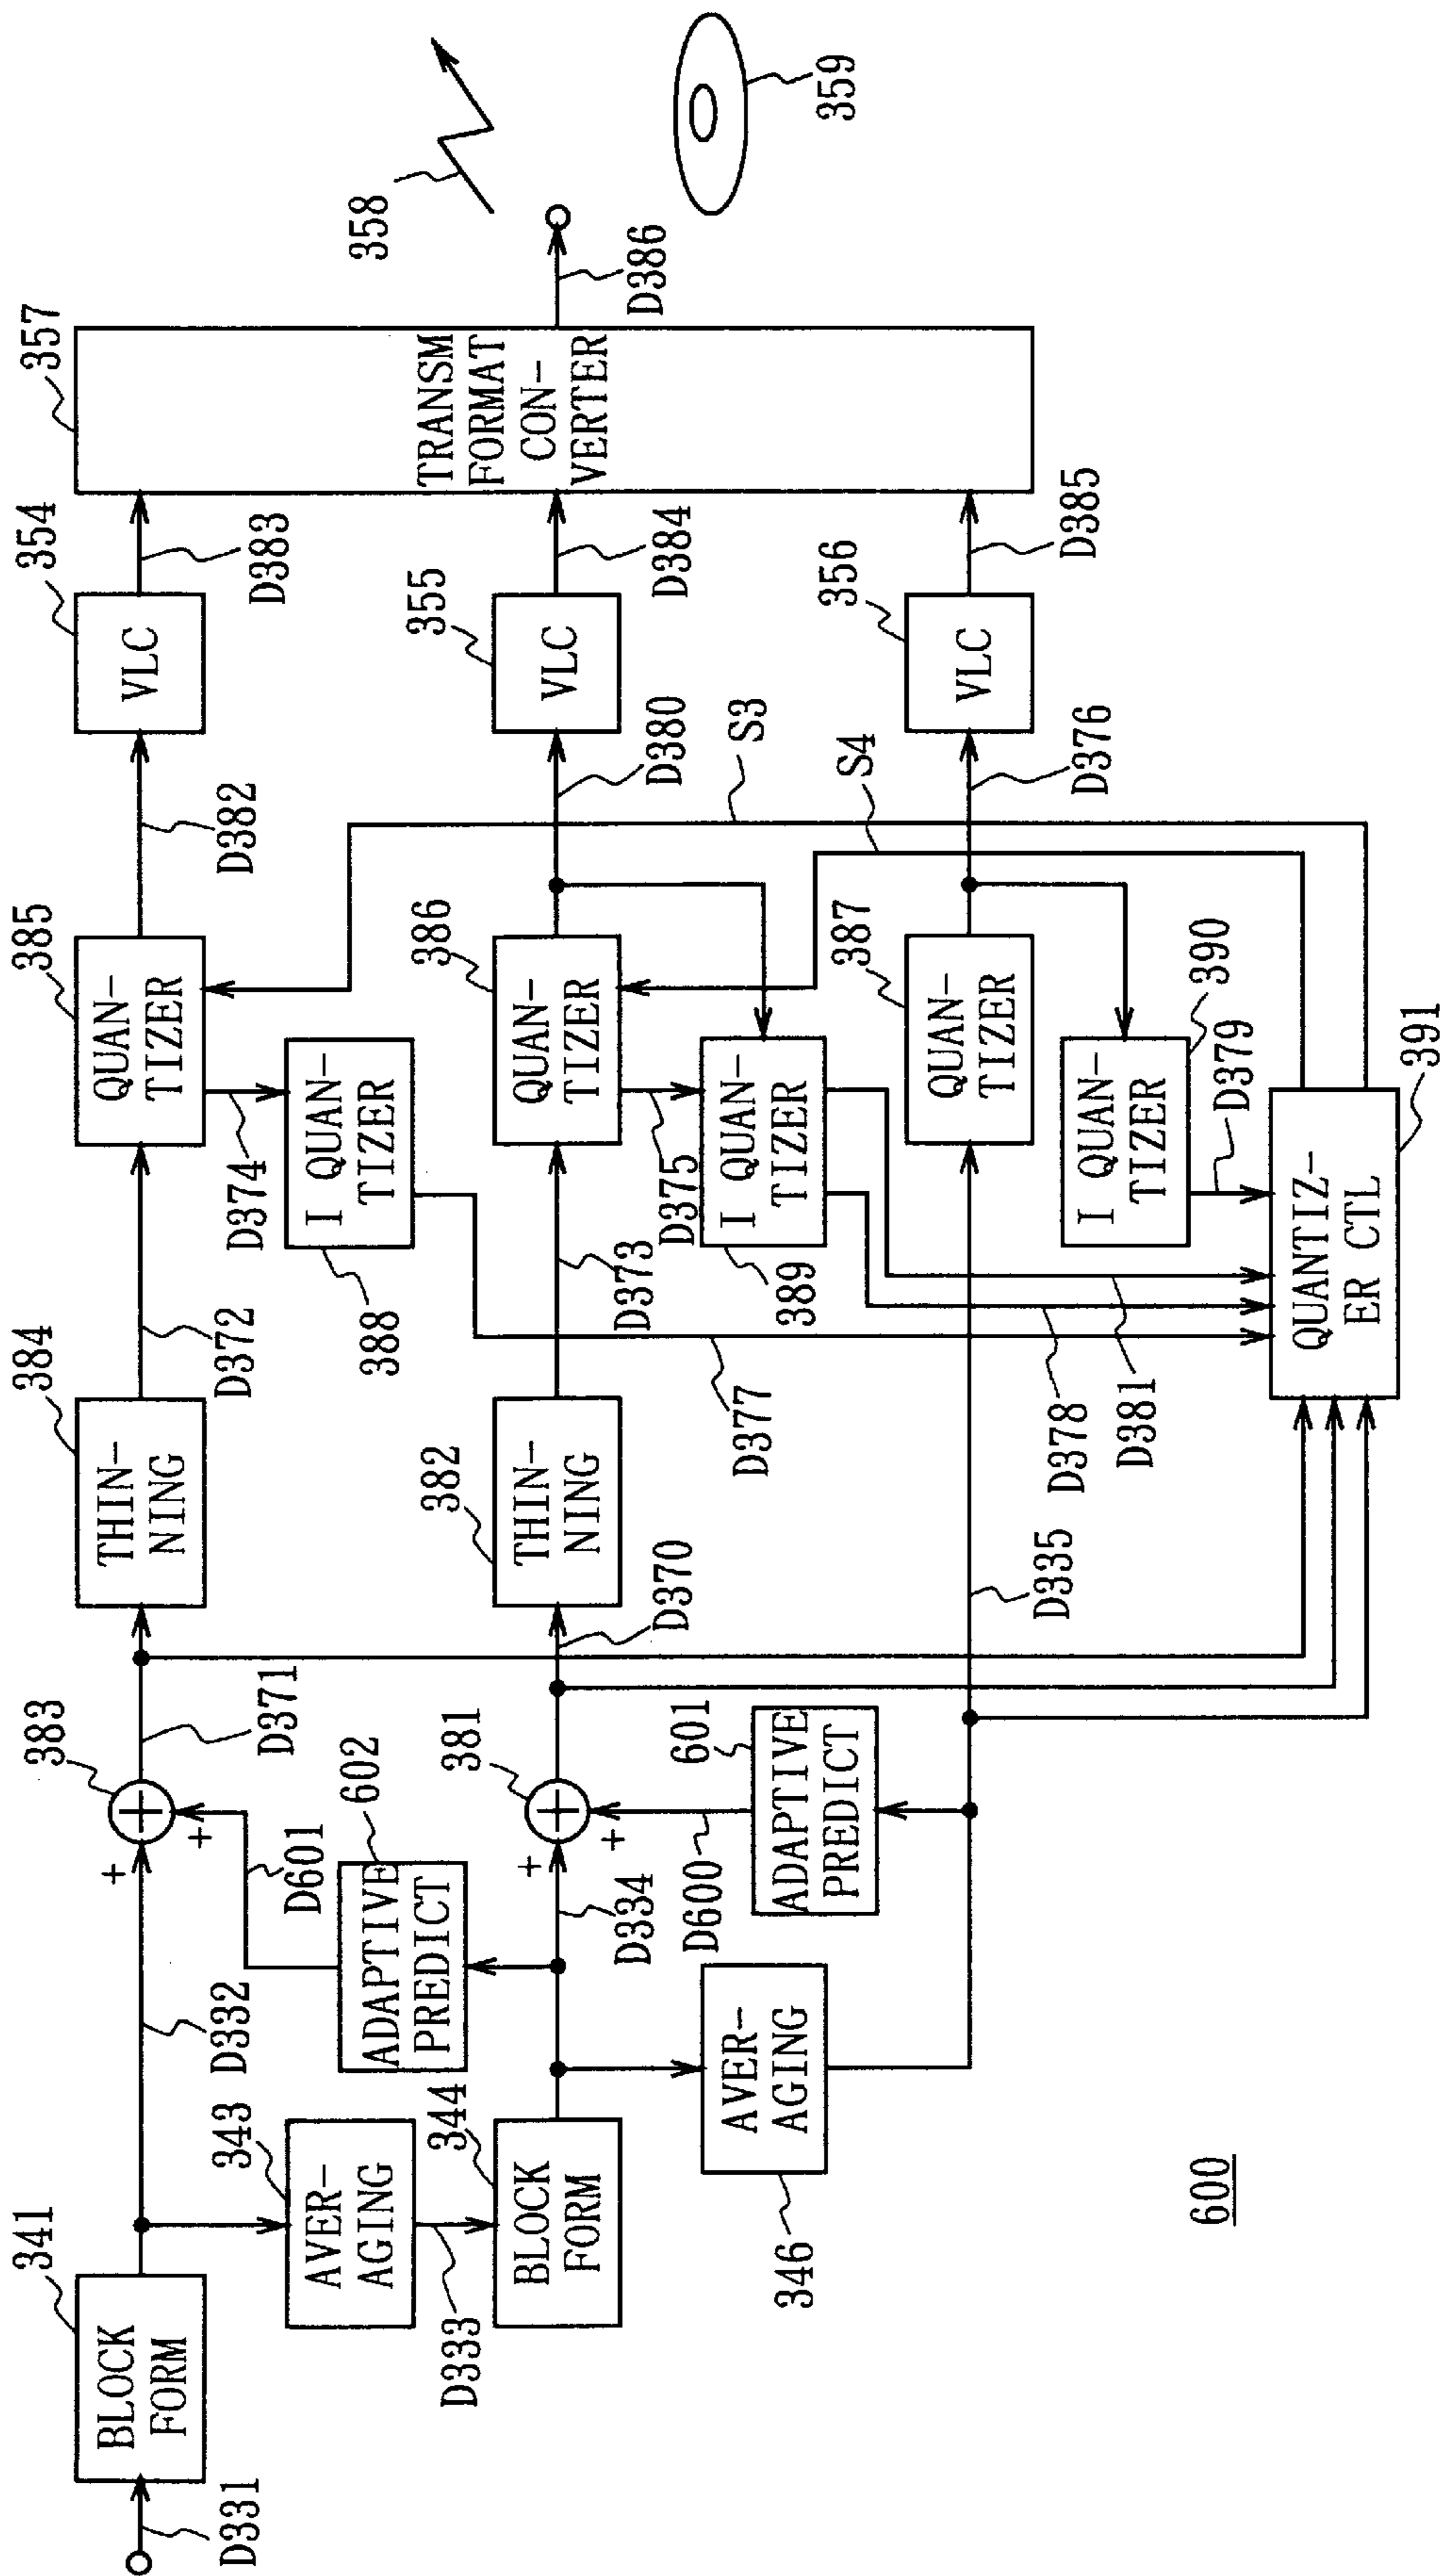 D331
341
BLOCK
FORM
D332
343
AVER-
AGING
D333
344
BLOCK
FORM
346
AVER-
AGING
602
ADAPTIVE
PREDICT
D601
+
+
383
D371
D334
+
+
381
D600
601
ADAPTIVE
PREDICT
D370
D335
384
THIN-
NING
D372
382
THIN-
NING
D373
385
QUAN-
TIZER
D374
388
I QUAN-
TIZER
D377
386
QUAN-
TIZER
D375
389
I QUAN-
TIZER
D378
D381
387
QUAN-
TIZER
390
I QUAN-
TIZER
D379
391
QUANTIZ-
ER CTL
S3
S4
D382
D380
D376
354
VLC
D383
355
VLC
D384
356
VLC
D385
357
TRANSM
FORMAT
CON-
VERTER
D386
358
359
600